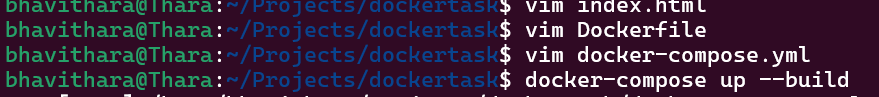 bhavithara@Thara:~/Projects/dockertask$ vim index.html
bhavithara@Thara:~/Projects/dockertask$ vim Dockerfile
bhavithara@Thara:~/Projects/dockertask$ vim docker-compose.yml
bhavithara@Thara:~/Projects/dockertask$ docker-compose up --build